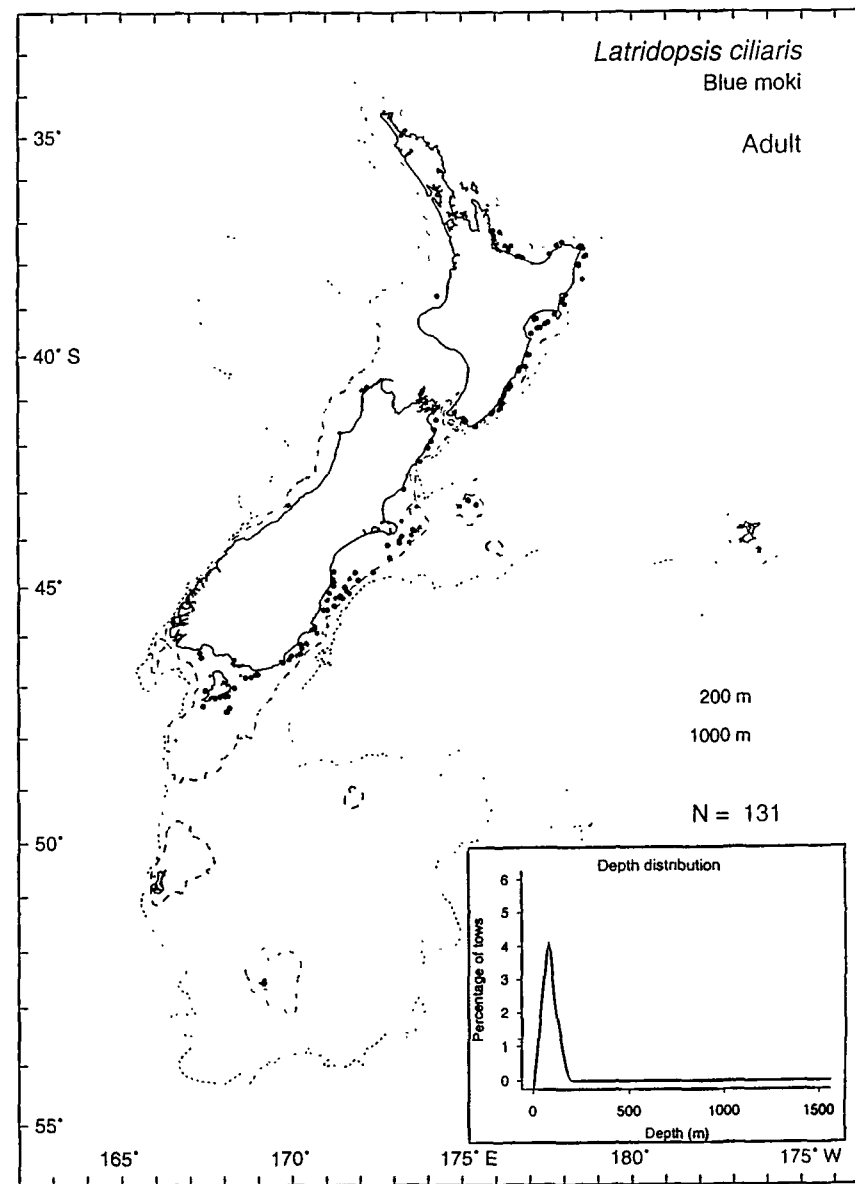 Latridopsis ciliaris
Blue moki
Adult
35°
40° S
45°
50°
55°
200 m
1000 m
N = 131
Depth distribution
Percentage of tows
6
5
4
3
2
1
0
0 500 1000 1500
Depth (m)
165° 170° 175° E 180° 175° W